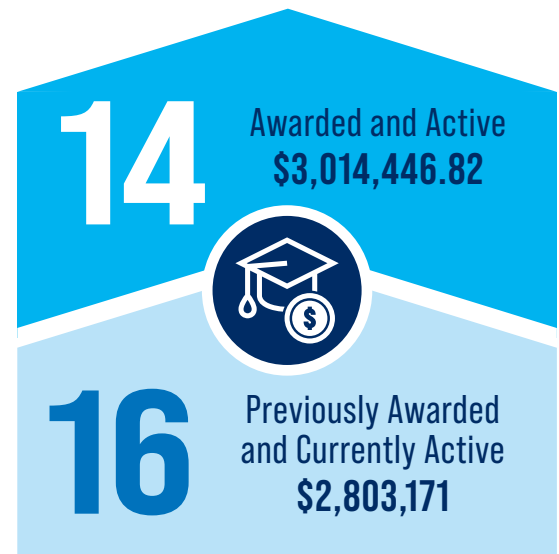 14
Awarded and Active
$3,014,446.82
$
16
Previously Awarded
and Currently Active
$2,803,171